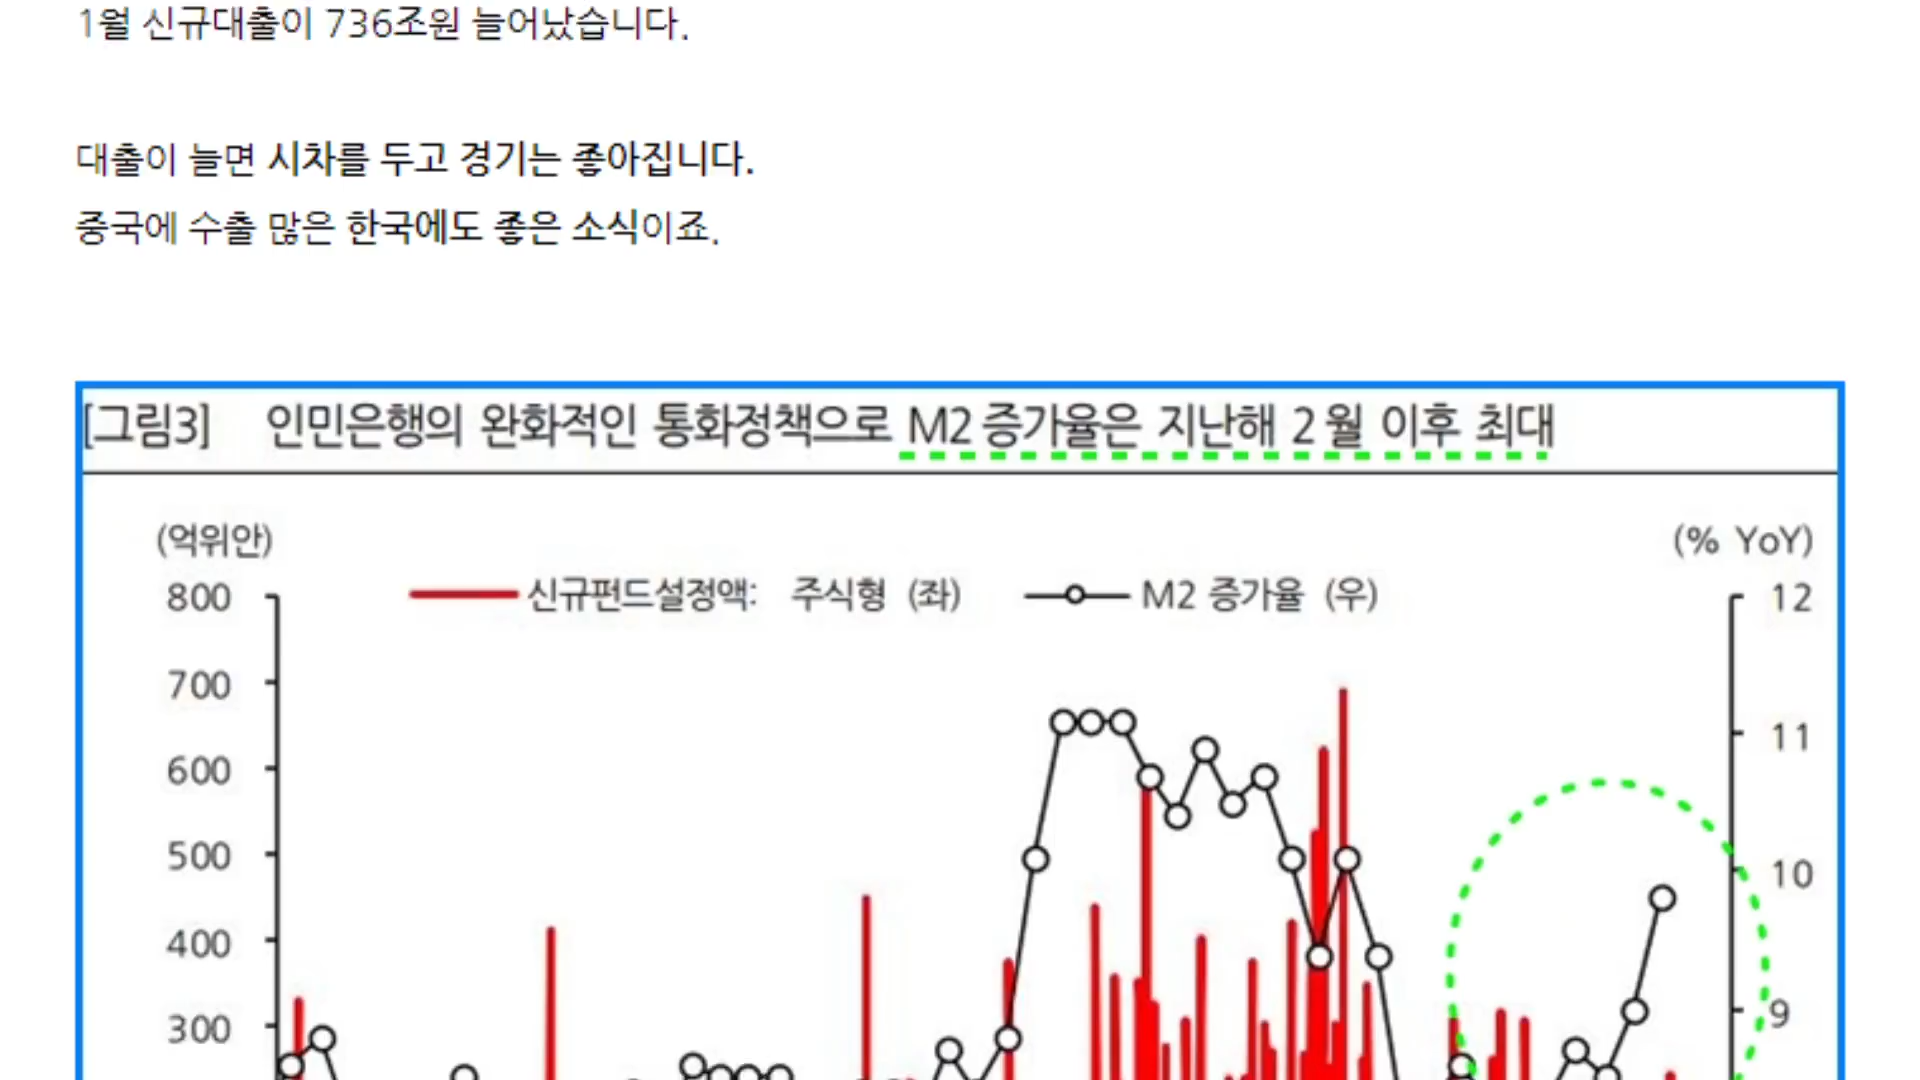 1월 신규대출이 736조원 늘어났습니다.
대출이 늘면 시차를 두고 경기는 좋아집니다.
중국에 수출 많은 한국에도 좋은 소식이죠.
[그림3] 인민은행의 완화적인 통화정책으로 M2 증가율은 지난해 2월 이후 최대
(억위안) (% YoY)
신규펀드설정액: 주식형 (좌) M2 증가율 (우)
800 12
700
11
600
500
10
400
9
300